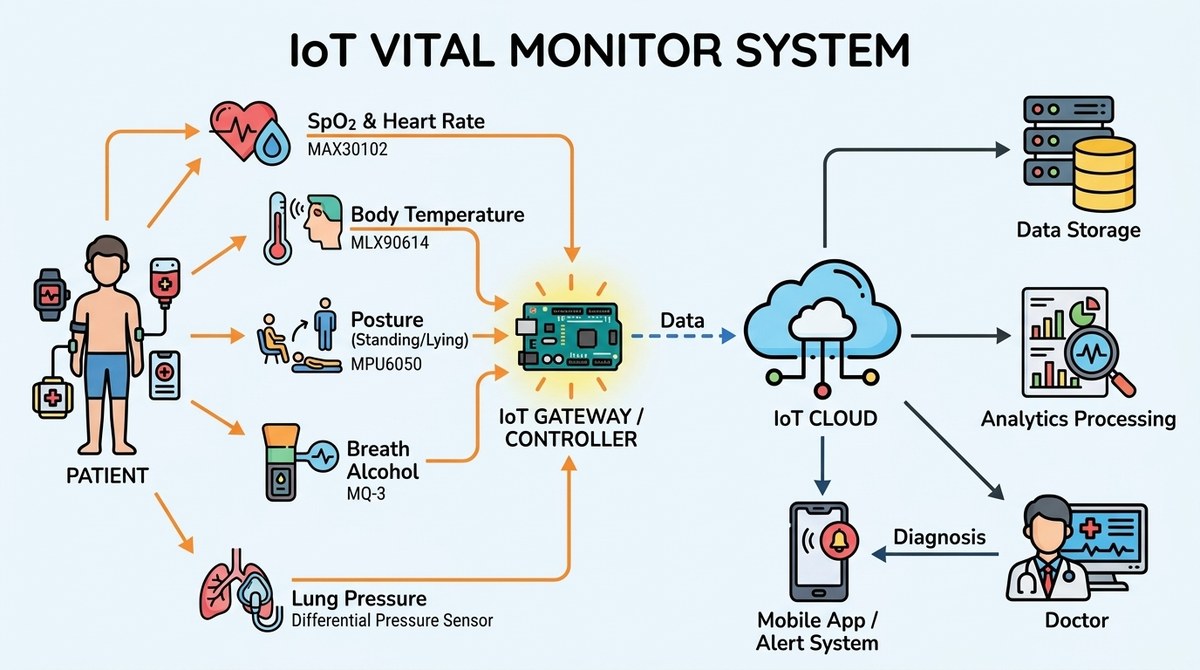 IoT VITAL MONITOR SYSTEM
SpO₂ & Heart Rate
MAX30102
Body Temperature
MLX90614
Posture
(Standing/Lying)
MPU6050
Breath
Alcohol
MQ-3
Lung Pressure
Differential Pressure Sensor
PATIENT
IoT GATEWAY /
CONTROLLER
Data
IoT CLOUD
Data Storage
Analytics Processing
Diagnosis
Doctor
Mobile App /
Alert System